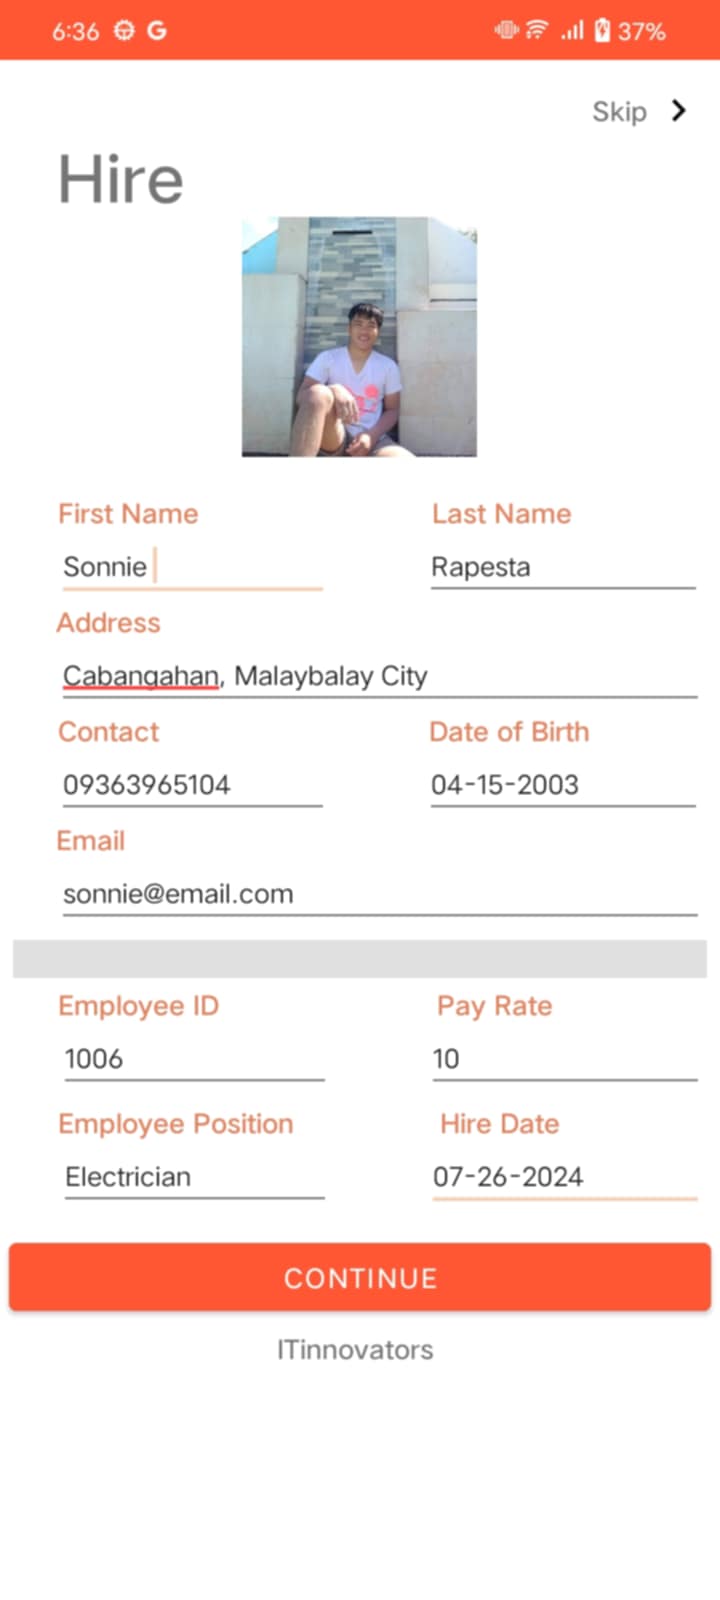 6:36 G 37%
Skip
Hire
First Name Last Name
Sonnie Rapesta
Address
Cabangahan, Malaybalay City
Contact Date of Birth
09363965104 04-15-2003
Email
sonnie@email.com
Employee ID Pay Rate
1006 10
Employee Position Hire Date
Electrician 07-26-2024
CONTINUE
ITinnovators